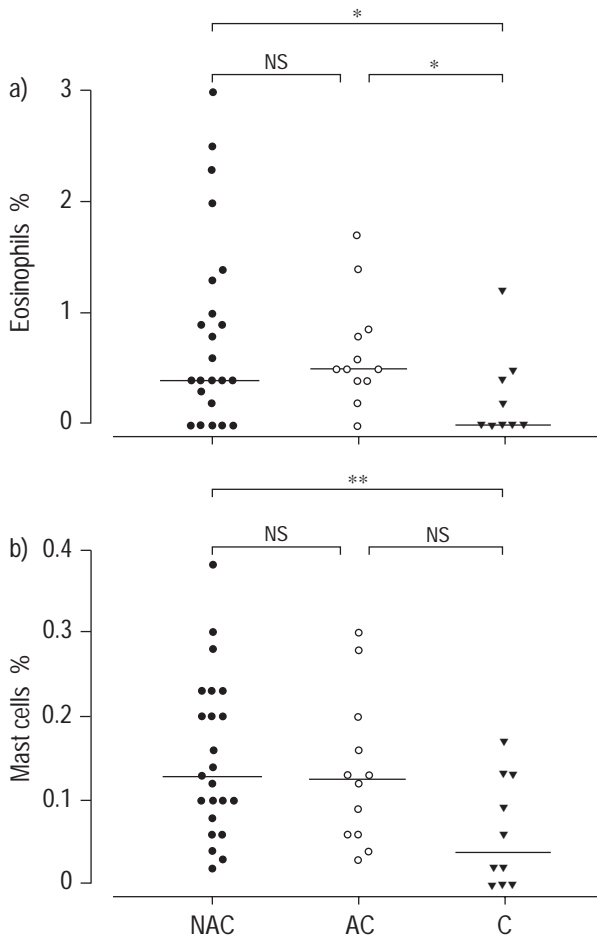 *
NS
*
a)
3
2
1
0
Eosinophils %
**
NS
NS
b)
0.4
0.3
0.2
0.1
0
Mast cells %
NAC
AC
C